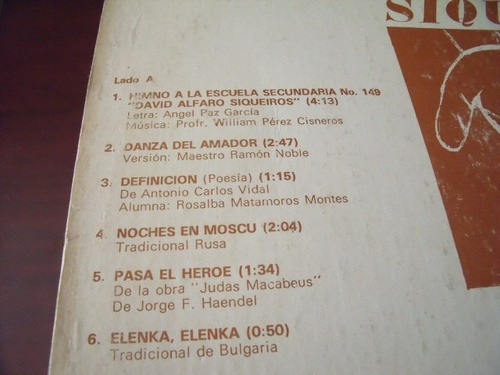 SIQU
Lado A
1. HIMNO A LA ESCUELA SECUNDARIA No. 149
"DAVID ALFARO SIQUEIROS" (4:13)
Letra: Angel Paz García
Música: Profr. William Pérez Cisneros
2. DANZA DEL AMADOR (2:47)
Versión: Maestro Ramón Noble
3. DEFINICION (Poesía) (1:15)
De Antonio Carlos Vidal
Alumna: Rosalba Matamoros Montes
4. NOCHES EN MOSCU (2:04)
Tradicional Rusa
5. PASA EL HEROE (1:34)
De la obra "Judas Macabeus"
De Jorge F. Haendel
6. ELENKA, ELENKA (0:50)
Tradicional de Bulgaria